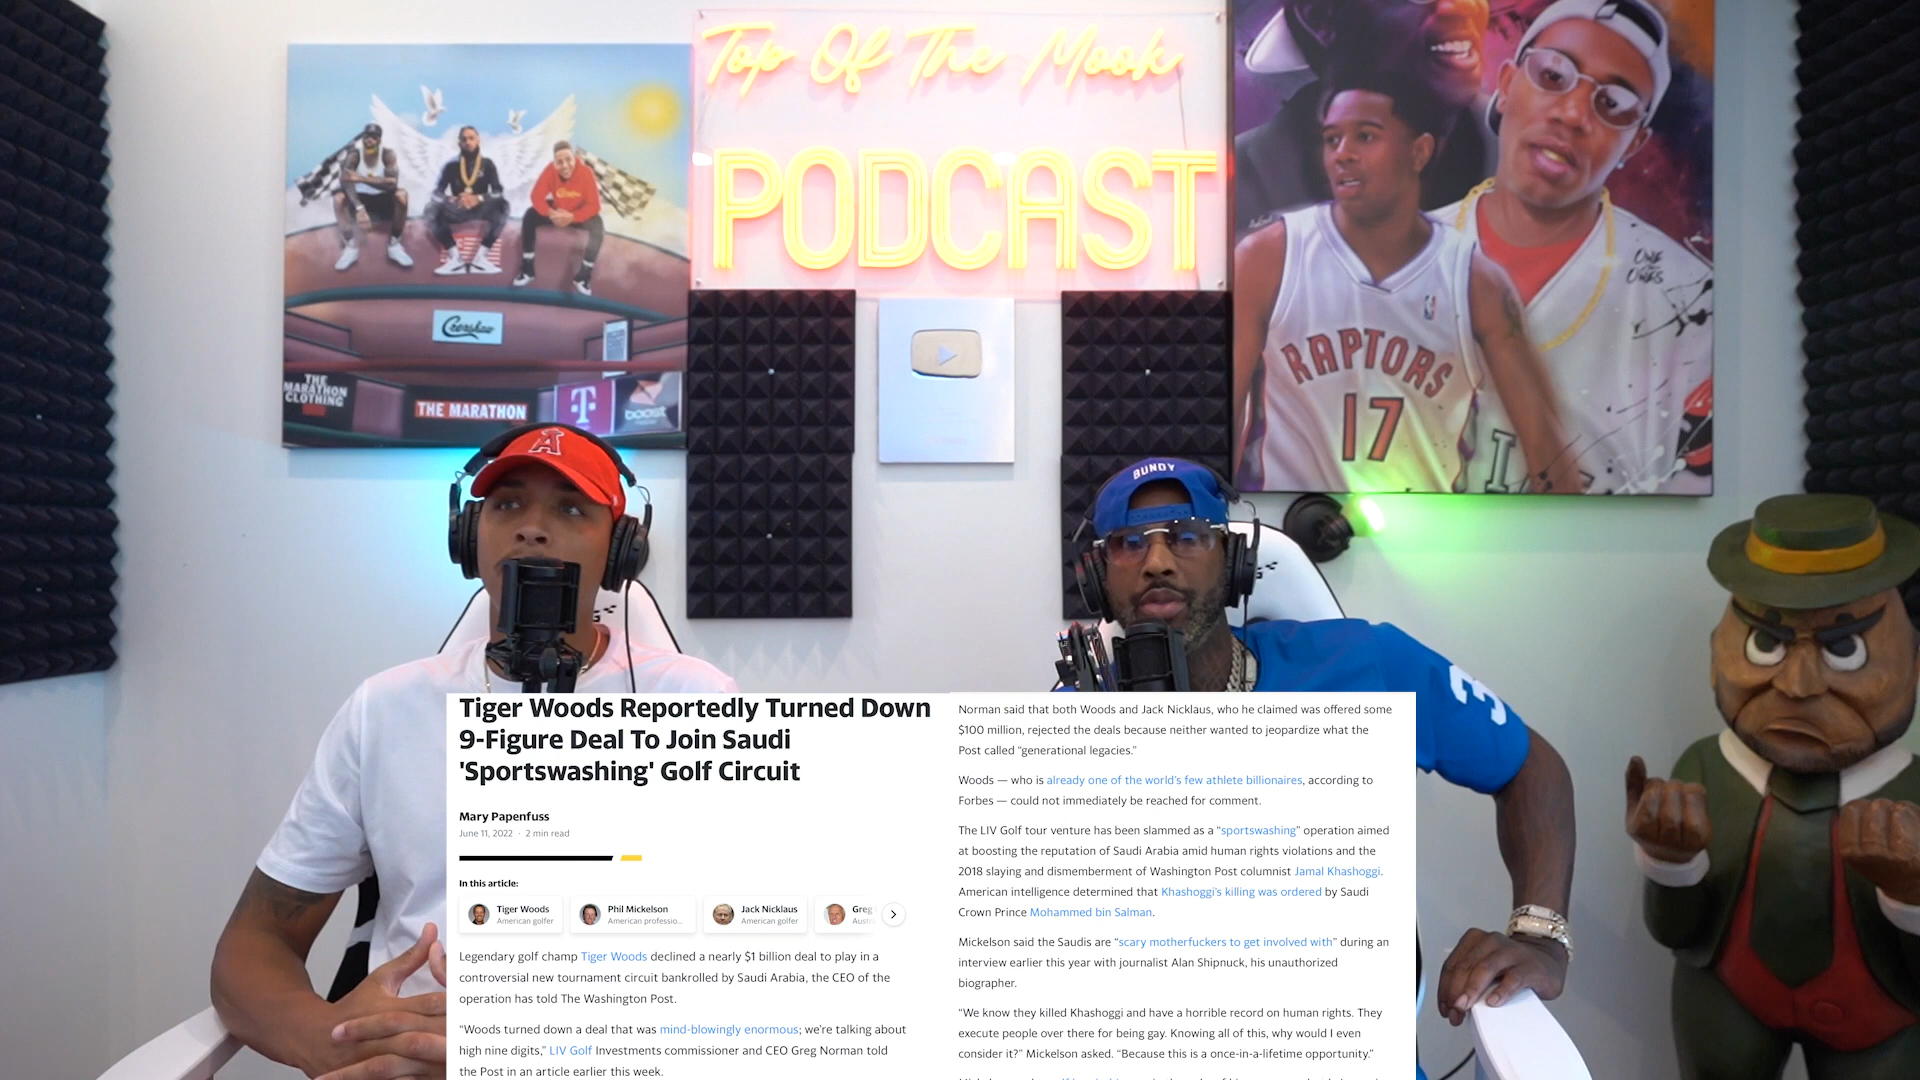 Top Of The Mook
PODCAST
Crenshaw
THE
MARATHON
CLOTHING
THE MARATHON
T
boost
ONE
OWES
RAPTORS
17
A
BUNDY
3
Tiger Woods Reportedly Turned Down
9-Figure Deal To Join Saudi
'Sportswashing' Golf Circuit
Mary Papenfuss
June 11, 2022 · 2 min read
In this article:
Tiger Woods
American golfer
Phil Mickelson
American professio...
Jack Nicklaus
American golfer
Greg
Legendary golf champ Tiger Woods declined a nearly $1 billion deal to play in a
controversial new tournament circuit bankrolled by Saudi Arabia, the CEO of the
operation has told The Washington Post.
“Woods turned down a deal that was mind-blowingly enormous; we’re talking about
high nine digits,” LIV Golf Investments commissioner and CEO Greg Norman told
the Post in an article earlier this week.
Norman said that both Woods and Jack Nicklaus, who he claimed was offered some
$100 million, rejected the deals because neither wanted to jeopardize what the
Post called “generational legacies.”
Woods — who is already one of the world’s few athlete billionaires, according to
Forbes — could not immediately be reached for comment.
The LIV Golf tour venture has been slammed as a “sportswashing” operation aimed
at boosting the reputation of Saudi Arabia amid human rights violations and the
2018 slaying and dismemberment of Washington Post columnist Jamal Khashoggi.
American intelligence determined that Khashoggi’s killing was ordered by Saudi
Crown Prince Mohammed bin Salman.
Mickelson said the Saudis are “scary motherfuckers to get involved with” during an
interview earlier this year with journalist Alan Shipnuck, his unauthorized
biographer.
“We know they killed Khashoggi and have a horrible record on human rights. They
execute people over there for being gay. Knowing all of this, why would I even
consider it?” Mickelson asked. “Because this is a once-in-a-lifetime opportunity.”